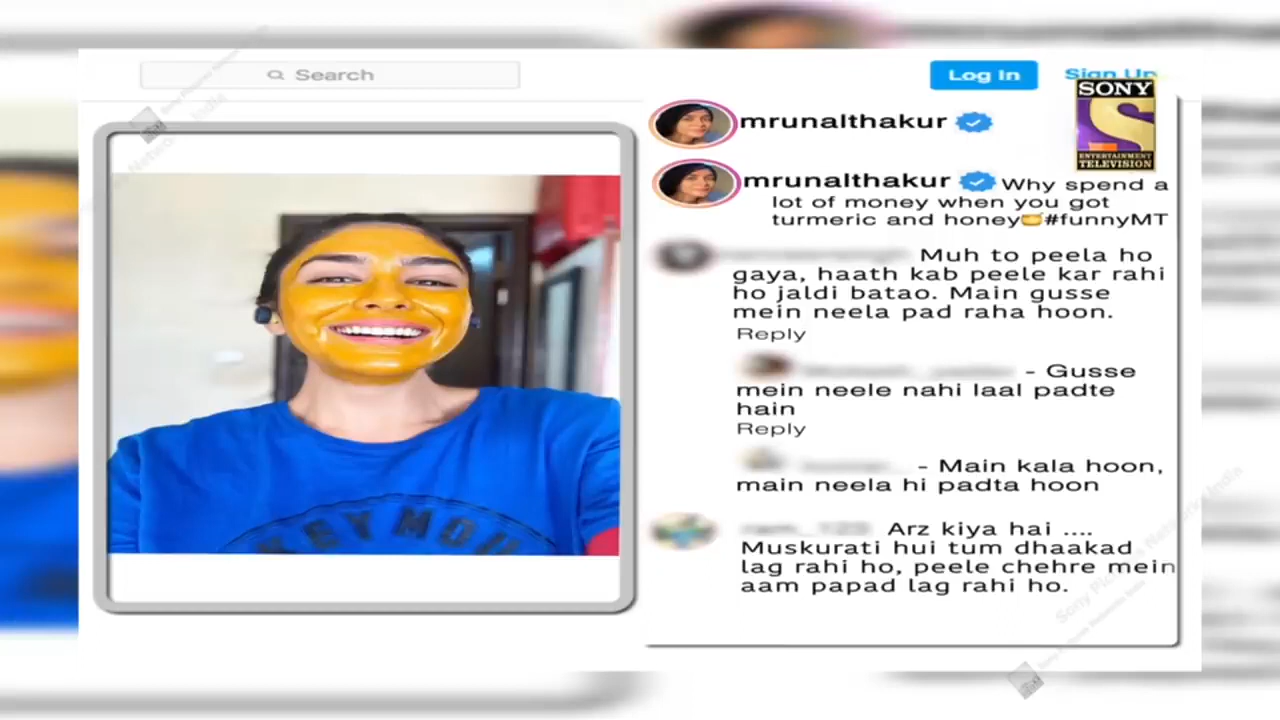 Search
Log In
Sign Up
SONY
ENTERTAINMENT
TELEVISION
mrunalthakur
mrunalthakur Why spend a
lot of money when you got
turmeric and honey🍯#funnyMT
Muh to peela ho
gaya, haath kab peele kar rahi
ho jaldi batao. Main gusse
mein neela pad raha hoon.
Reply
- Gusse
mein neele nahi laal padte
hain
Reply
- Main kala hoon,
main neela hi padta hoon
Arz kiya hai ....
Muskurati hui tum dhaakad
lag rahi ho, peele chehre mein
aam papad lag rahi ho.